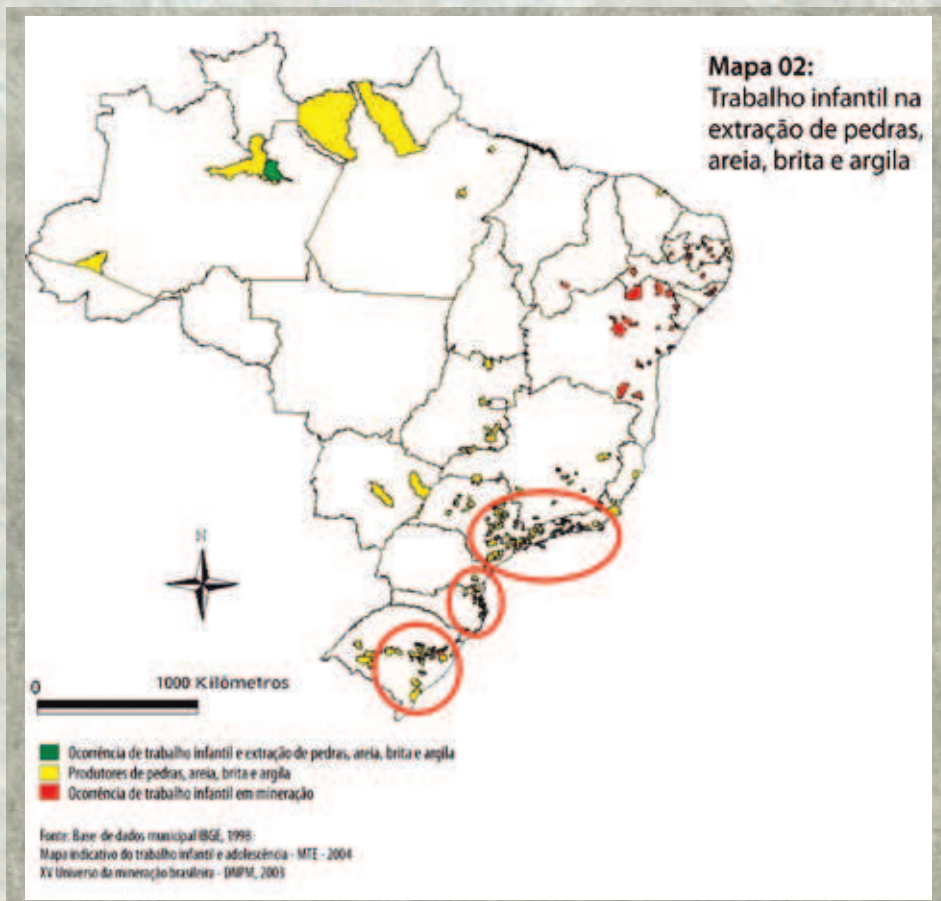 Mapa 02:
Trabalho infantil na
extração de pedras,
areia, brita e argila
N
0 1000 Kilómetros
Ocorrência de trabalho infantil e extração de pedras, areia, brita e argila
Produtores de pedras, areia, brita e argila
Ocorrência de trabalho infantil em mineração
Fonte: Base de dados municipal IBGE, 1998
Mapa indicativo do trabalho infantil e adolescência - MTE - 2004
XV Universo da mineração brasileira - DNPM, 2003